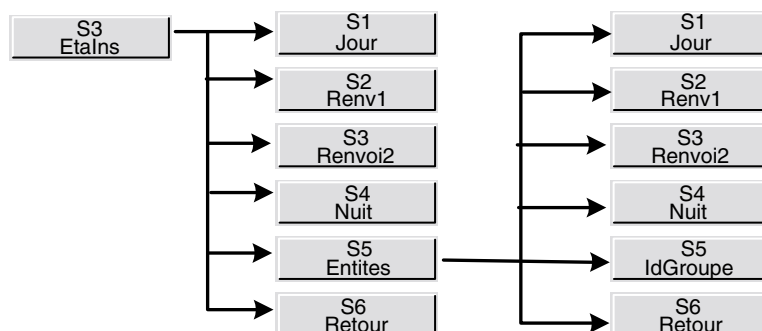 S3
EtaIns
S1
Jour
S2
Renv1
S3
Renvoi2
S4
Nuit
S5
Entites
S6
Retour
S1
Jour
S2
Renv1
S3
Renvoi2
S4
Nuit
S5
IdGroupe
S6
Retour